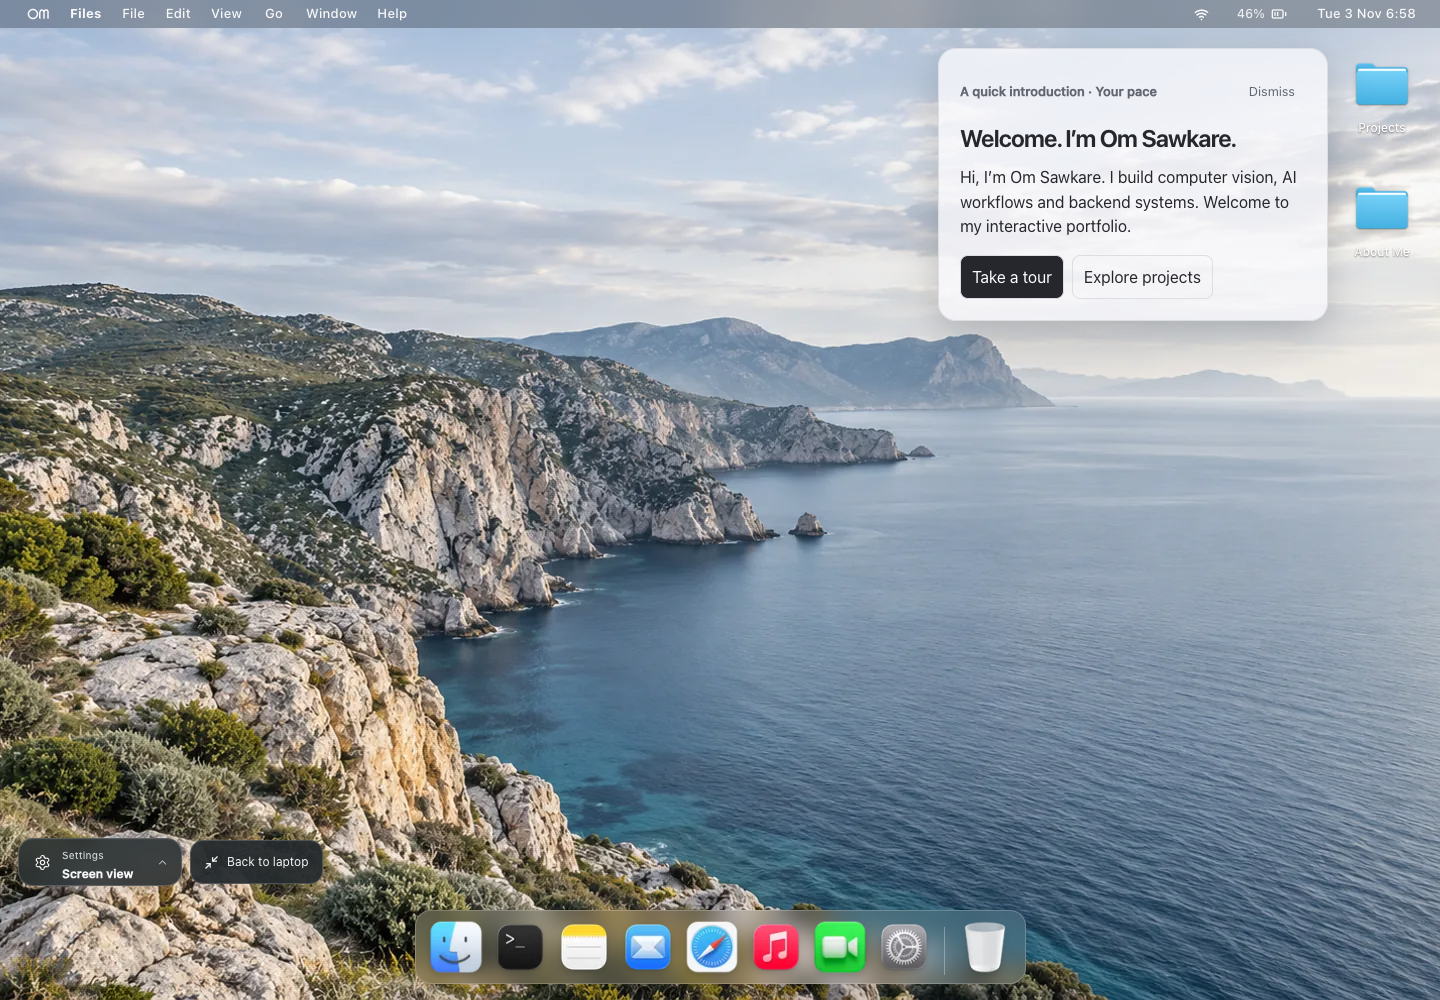 OM Files File Edit View Go Window Help 46% Tue 3 Nov 6:58
A quick introduction · Your pace Dismiss
Welcome. I’m Om Sawkare.
Hi, I’m Om Sawkare. I build computer vision, AI
workflows and backend systems. Welcome to
my interactive portfolio.
Take a tour Explore projects
Projects
About Me
Settings
Screen view
Back to laptop
>_